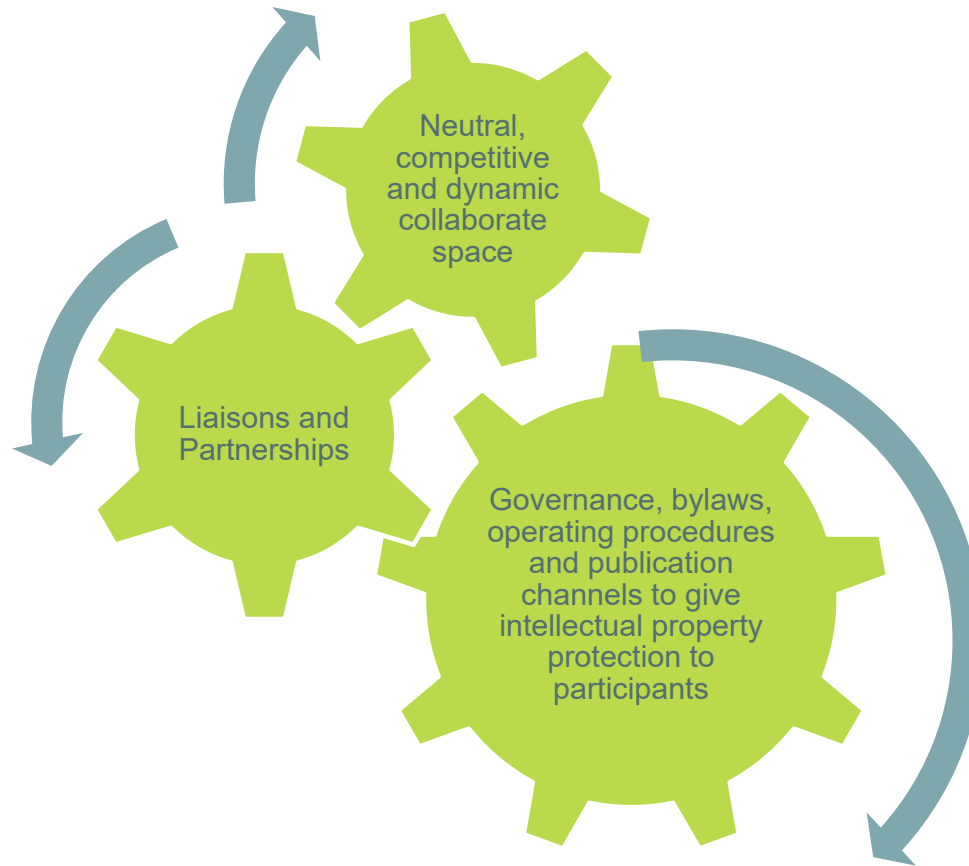 Neutral,
competitive
and dynamic
collaborate
space
Liaisons and
Partnerships
Governance, bylaws,
operating procedures
and publication
channels to give
intellectual property
protection to
participants